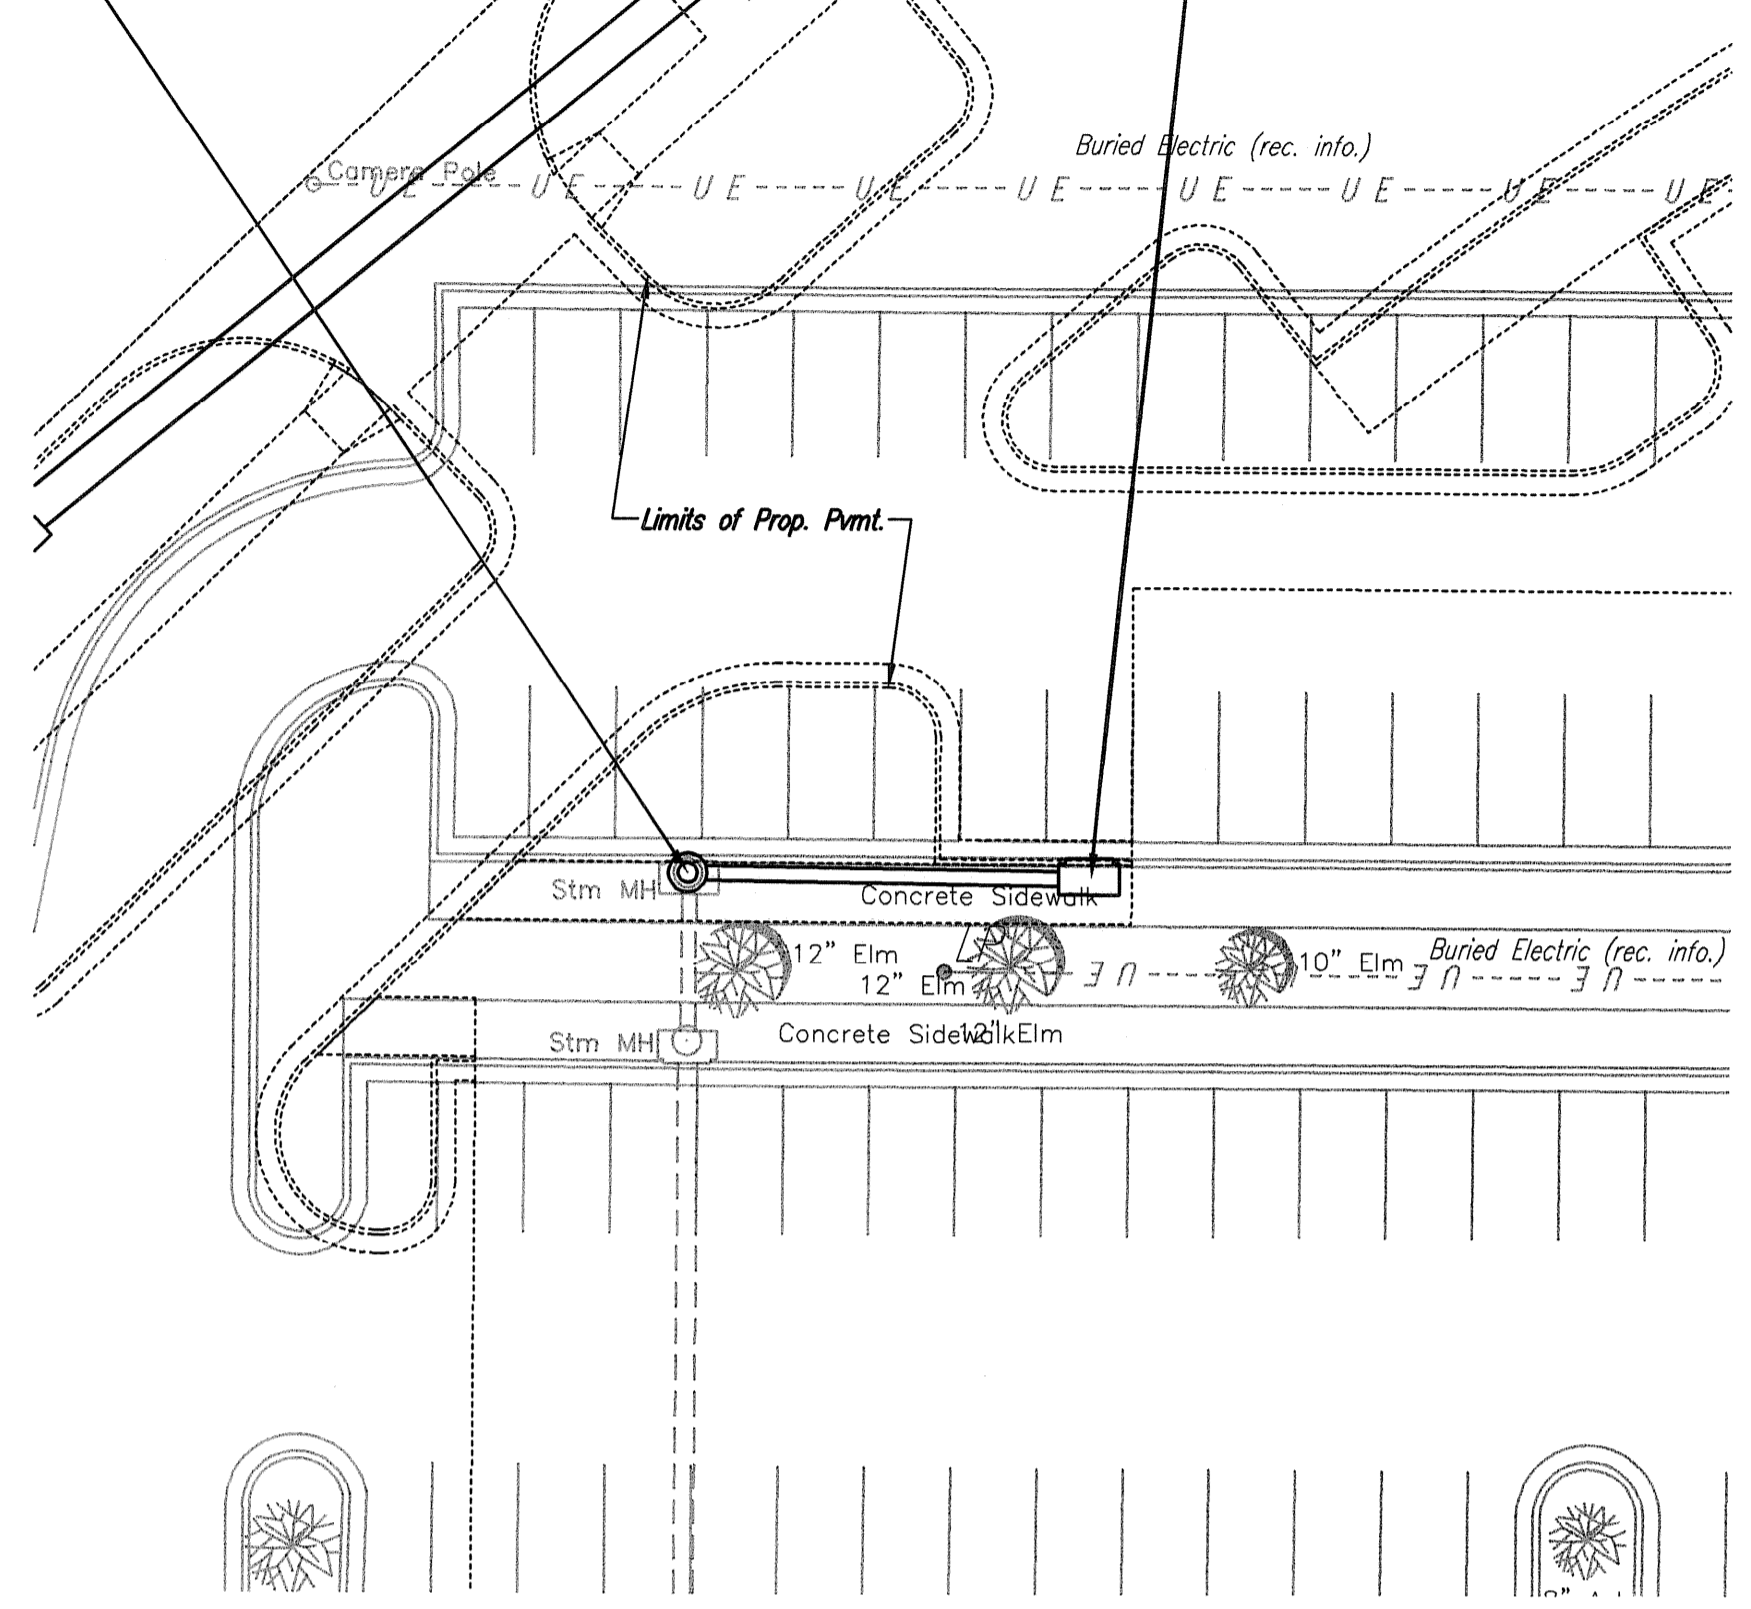 Buried Electric (rec. info.)
Camera Pole
UE UE UE UE UE UE UE UE UE
Limits of Prop. Pvmt.
Stm MH
Concrete Sidewalk
LP
12" Elm
Buried Electric (rec. info.)
10" Elm
12" Elm
UE UE UE
Stm MH
Concrete Sidewalk
12" Elm